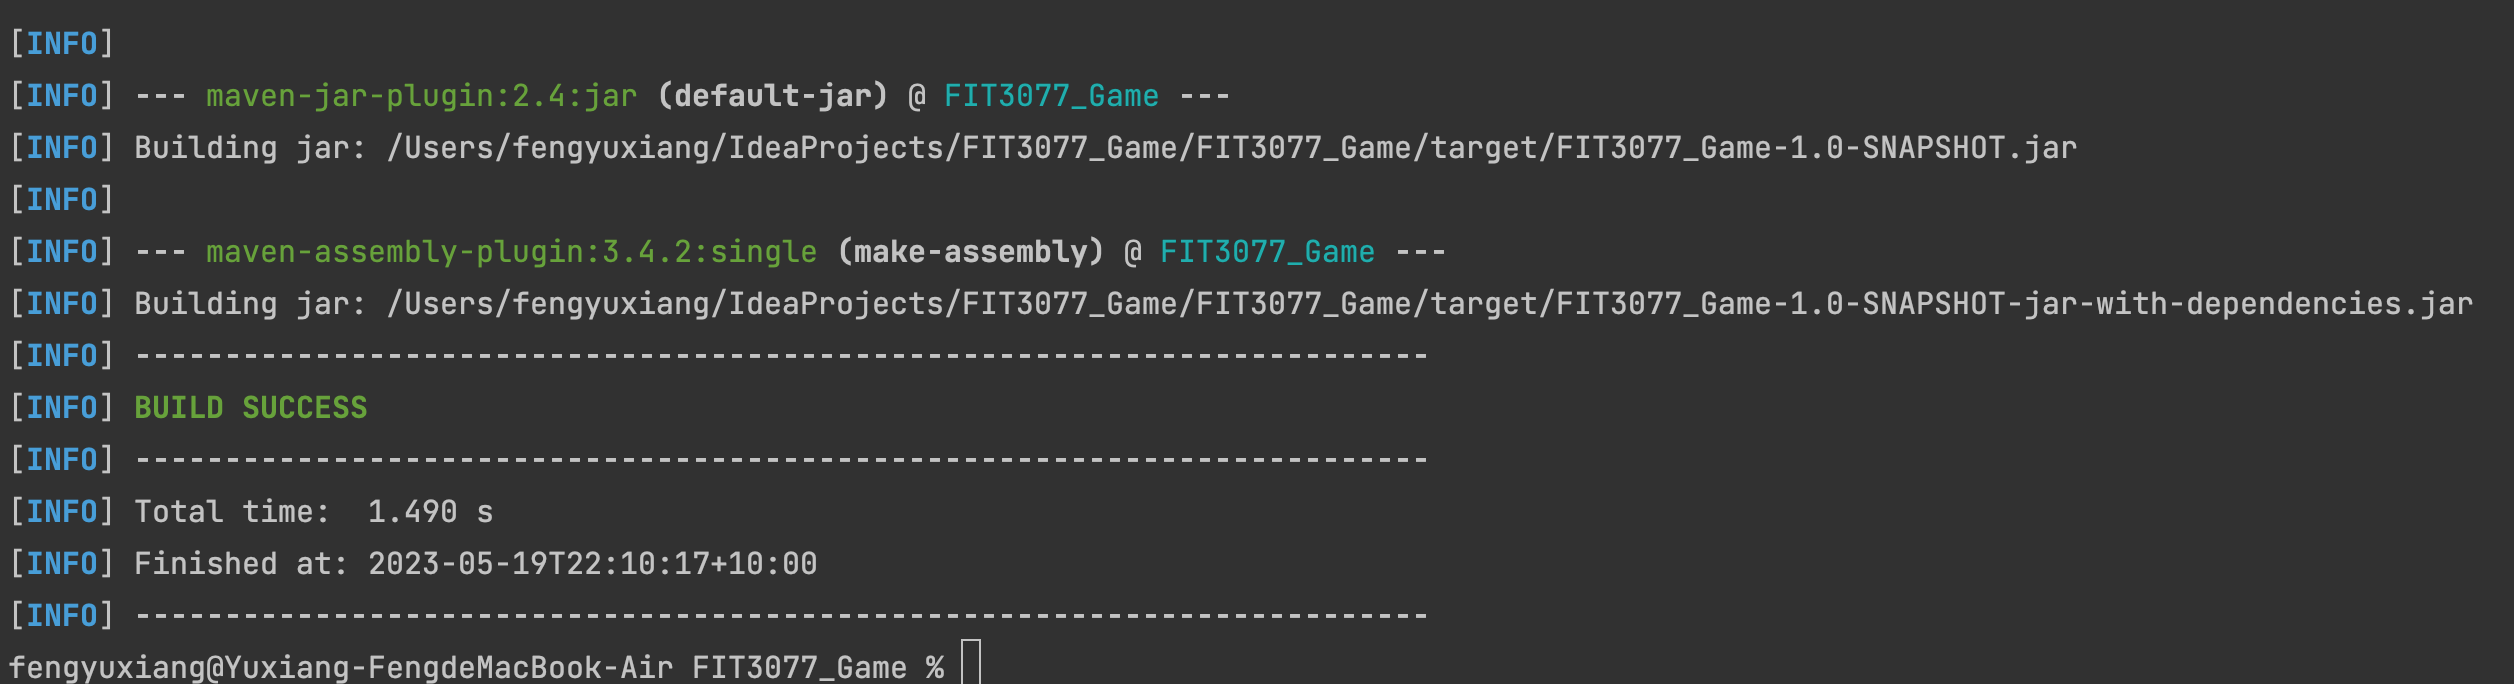 [INFO]
[INFO] --- maven-jar-plugin:2.4:jar (default-jar) @ FIT3077_Game ---
[INFO] Building jar: /Users/fengyuxiang/IdeaProjects/FIT3077_Game/FIT3077_Game/target/FIT3077_Game-1.0-SNAPSHOT.jar
[INFO]
[INFO] --- maven-assembly-plugin:3.4.2:single (make-assembly) @ FIT3077_Game ---
[INFO] Building jar: /Users/fengyuxiang/IdeaProjects/FIT3077_Game/FIT3077_Game/target/FIT3077_Game-1.0-SNAPSHOT-jar-with-dependencies.jar
[INFO] ------------------------------------------------------------------------
[INFO] BUILD SUCCESS
[INFO] ------------------------------------------------------------------------
[INFO] Total time:  1.490 s
[INFO] Finished at: 2023-05-19T22:10:17+10:00
[INFO] ------------------------------------------------------------------------
fengyuxiang@Yuxiang-FengdeMacBook-Air FIT3077_Game %